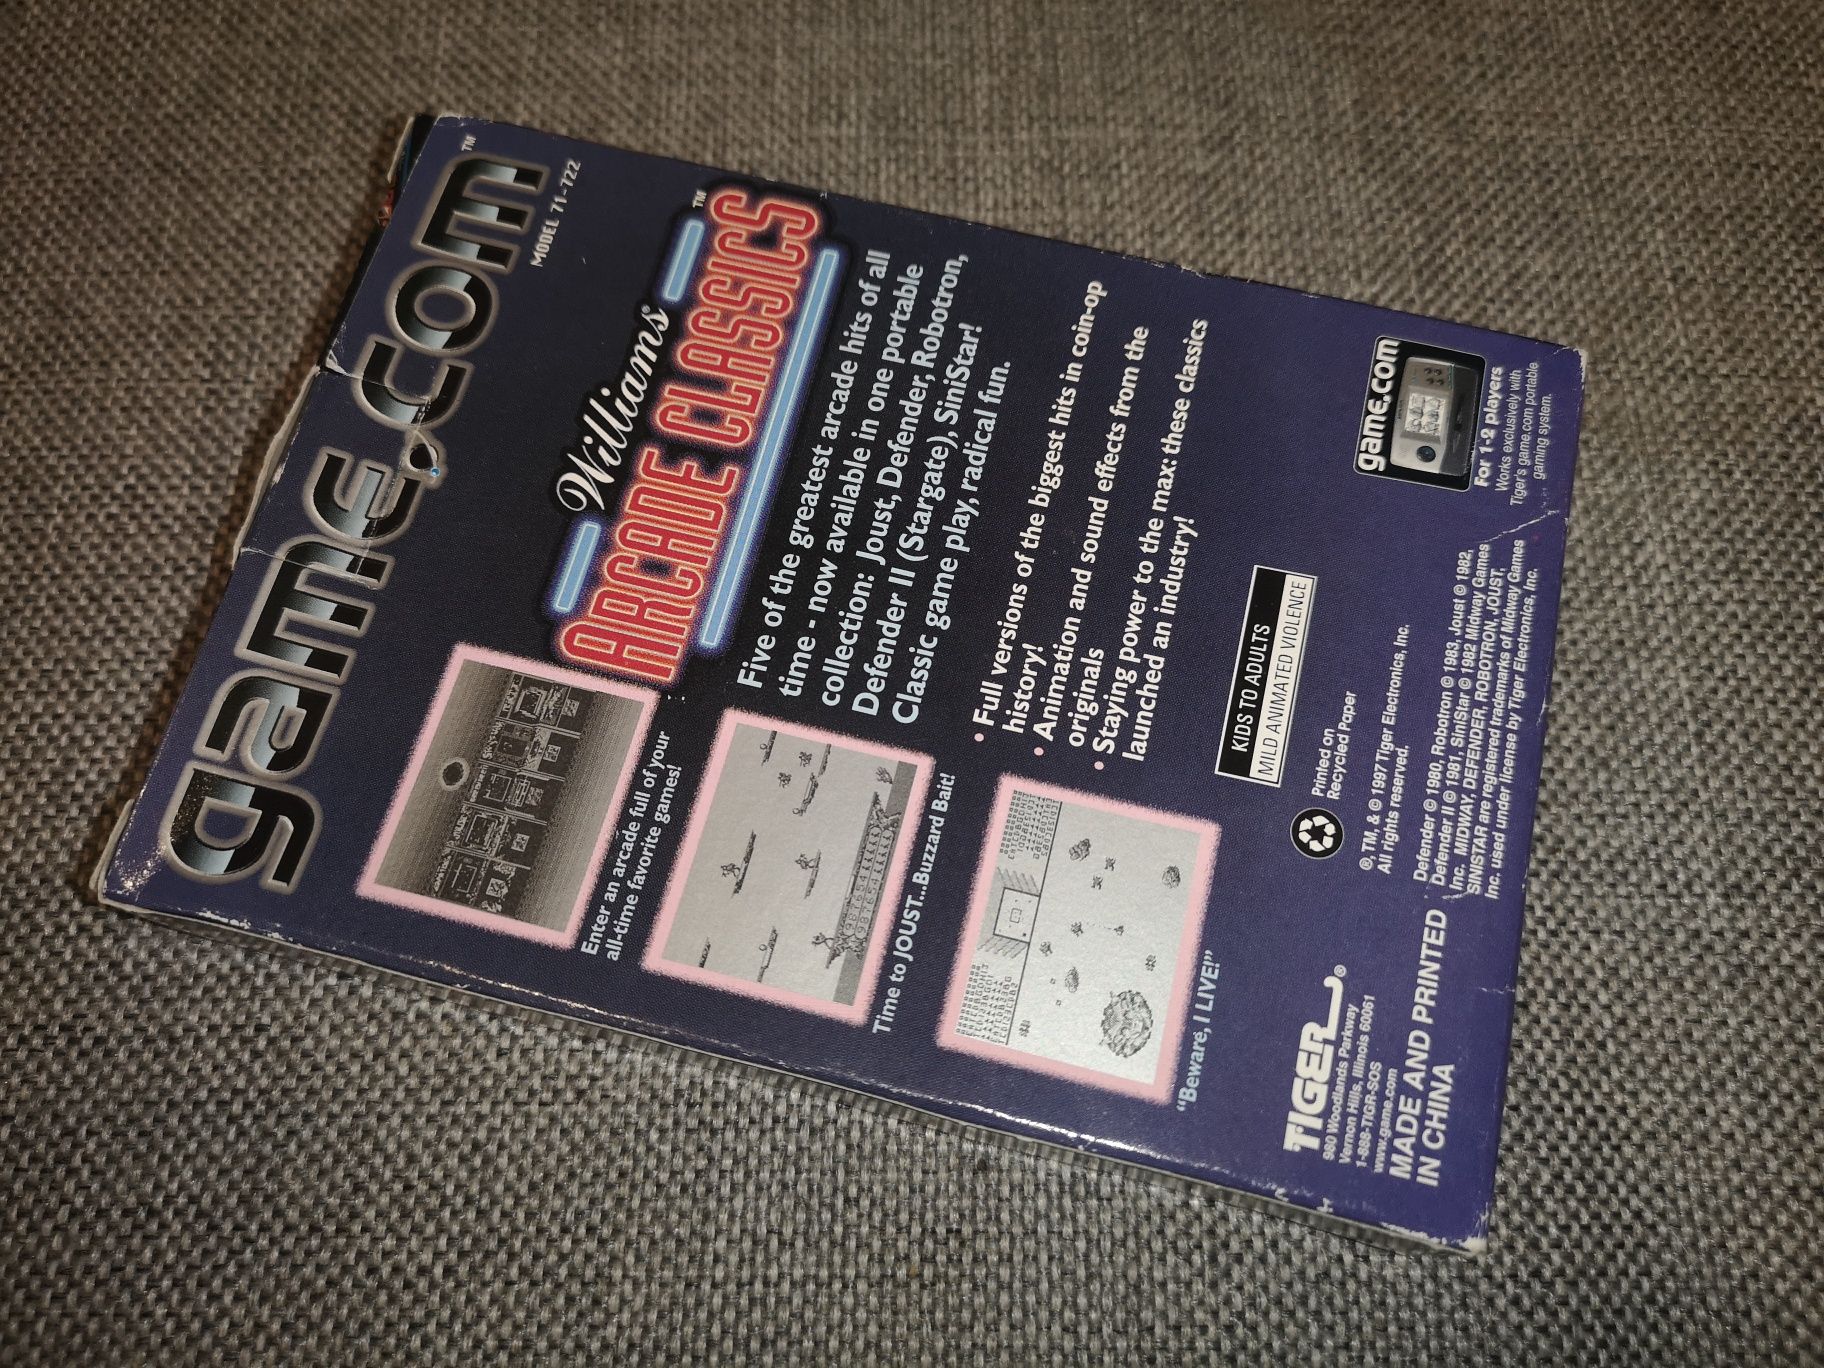 game.com™
MODEL 71-722
Williams™
ARCADE CLASSICS
Five of the greatest arcade hits of all
time - now available in one portable
collection: Joust, Defender, Robotron,
Defender II (Stargate), SiniStar!
Classic game play, radical fun.
• Full versions of the biggest hits in coin-op
history!
• Animation and sound effects from the
originals
• Staying power to the max: these classics
launched an industry!
Enter an arcade full of your
all-time favorite games!
Time to JOUST...Buzzard Bait!
"Beware, I LIVE!"
KIDS TO ADULTS
MILD ANIMATED VIOLENCE
game.com
For 1-2 players
Works exclusively with
Tiger's game.com portable
gaming system.
Printed on
Recycled Paper
®, TM, & © 1997 Tiger Electronics, Inc.
All rights reserved.
Defender © 1980, Robotron © 1983, Joust © 1982,
Defender II © 1981, SiniStar © 1982 Midway Games
Inc. MIDWAY, DEFENDER, ROBOTRON, JOUST,
SINISTAR are registered trademarks of Midway Games
Inc. used under license by Tiger Electronics, Inc.
TIGER®
980 Woodlands Parkway
Vernon Hills, Illinois 60061
1-888-TIGR-SOS
www.game.com
MADE AND PRINTED
IN CHINA